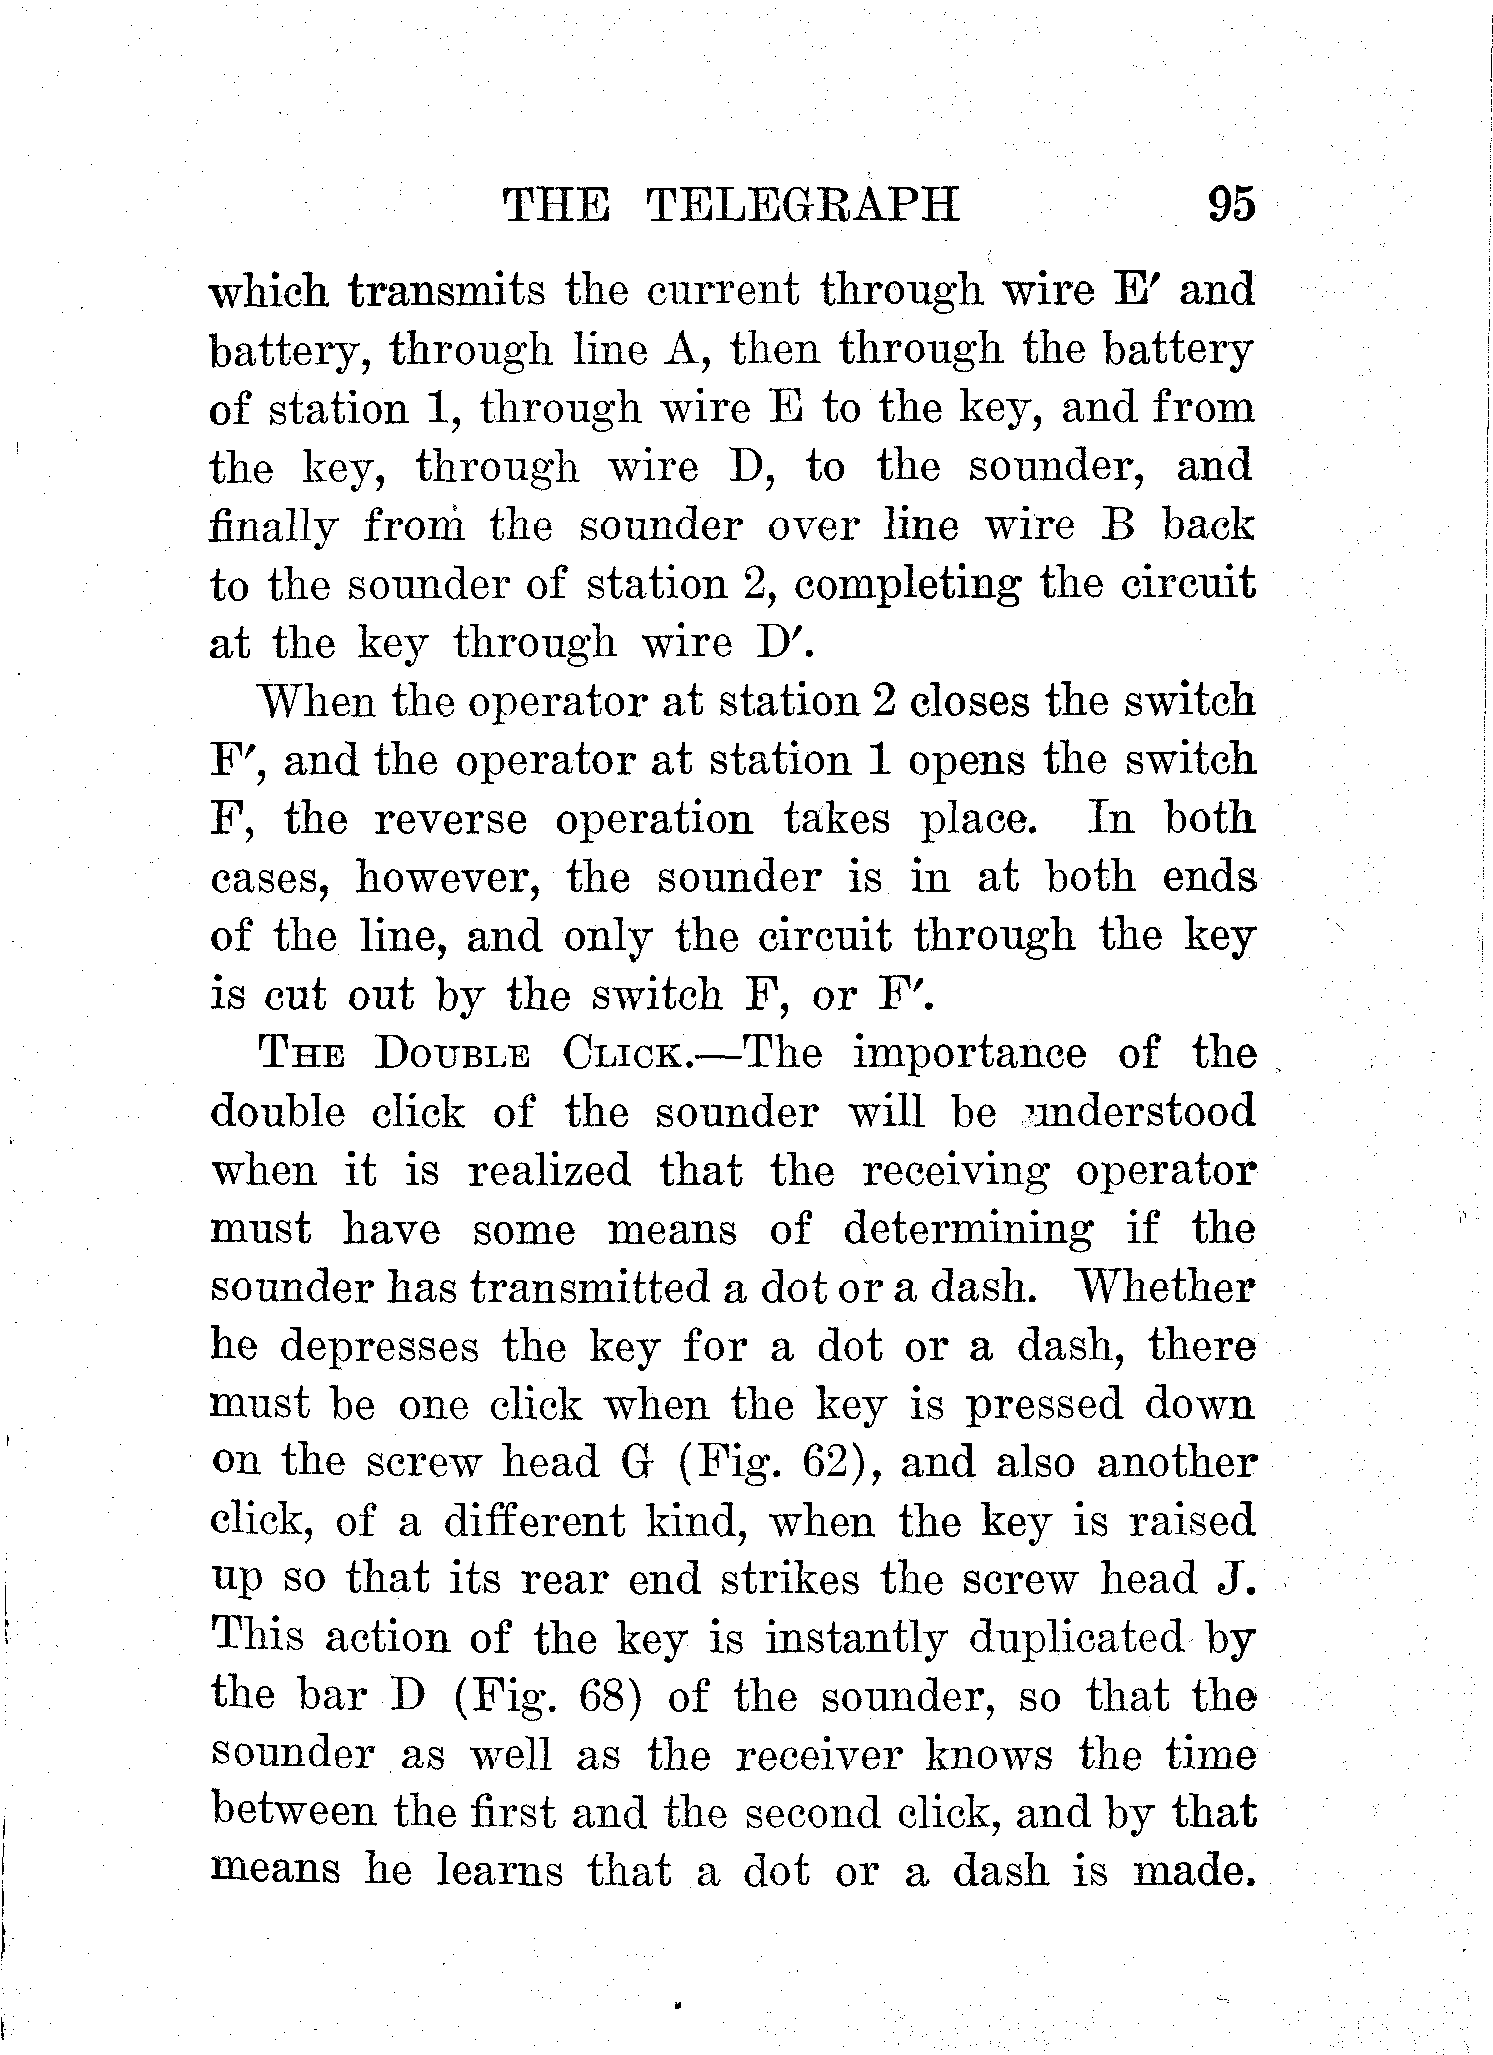 THE TELEGRAPH 95
which transmits the current through wire E′ and
battery, through line A, then through the battery
of station 1, through wire E to the key, and from
the key, through wire D, to the sounder, and
finally from the sounder over line wire B back
to the sounder of station 2, completing the circuit
at the key through wire D′.
When the operator at station 2 closes the switch
F′, and the operator at station 1 opens the switch
F, the reverse operation takes place. In both
cases, however, the sounder is in at both ends
of the line, and only the circuit through the key
is cut out by the switch F, or F′.
THE DOUBLE CLICK.—The importance of the
double click of the sounder will be understood
when it is realized that the receiving operator
must have some means of determining if the
sounder has transmitted a dot or a dash. Whether
he depresses the key for a dot or a dash, there
must be one click when the key is pressed down
on the screw head G (Fig. 62), and also another
click, of a different kind, when the key is raised
up so that its rear end strikes the screw head J.
This action of the key is instantly duplicated by
the bar D (Fig. 68) of the sounder, so that the
sounder as well as the receiver knows the time
between the first and the second click, and by that
means he learns that a dot or a dash is made.